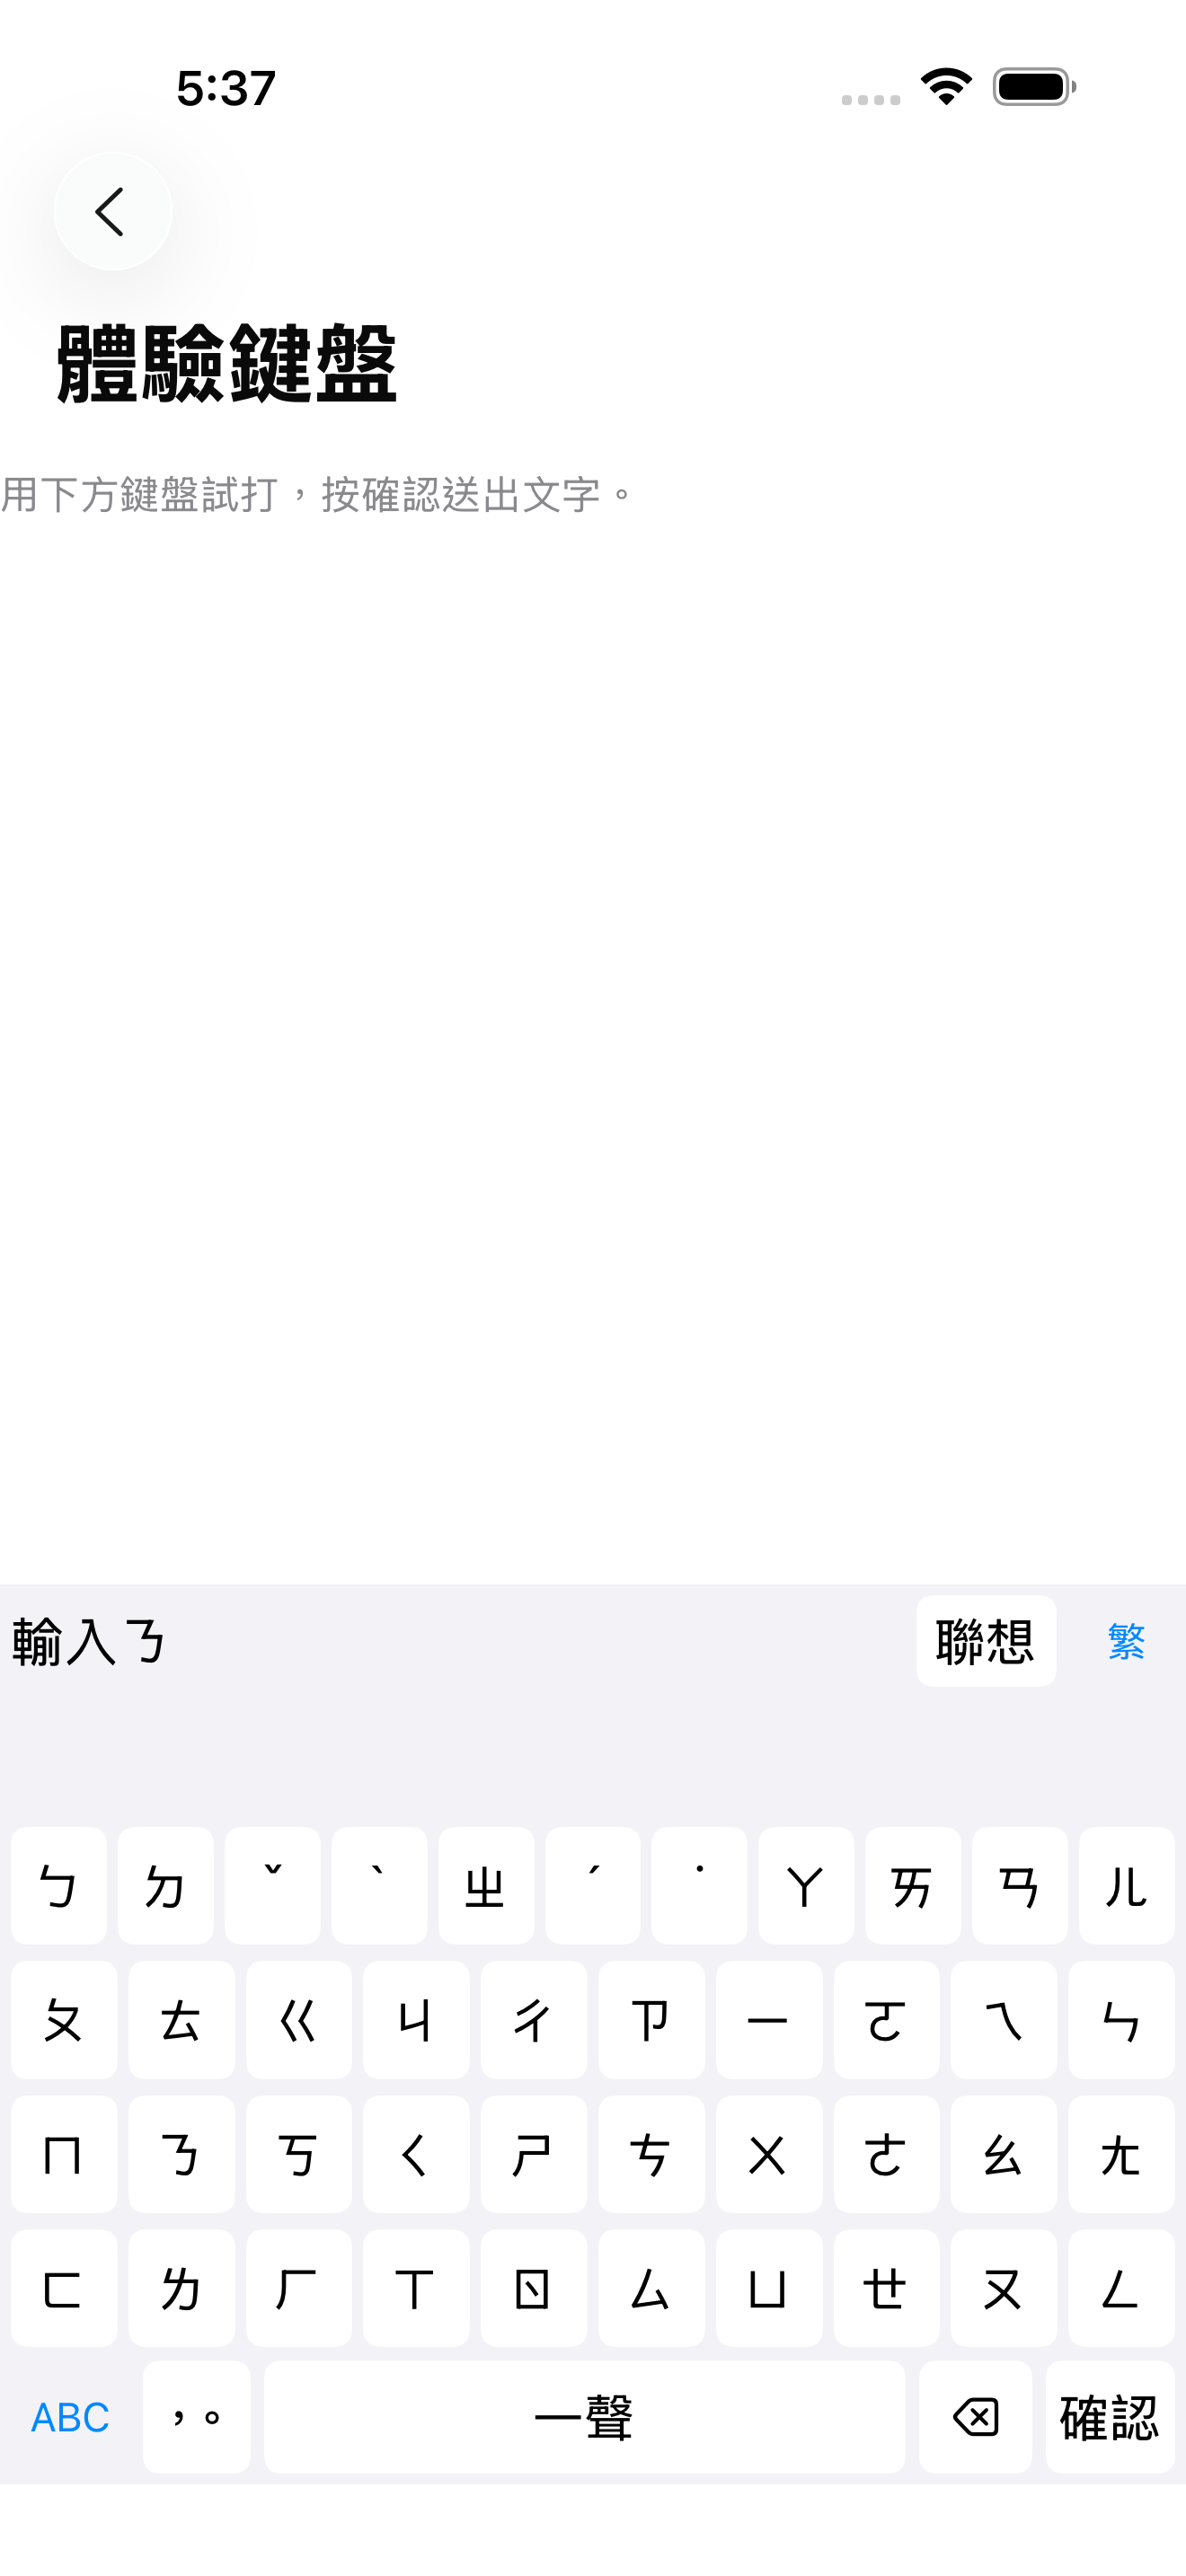 5:37
體驗鍵盤
用下方鍵盤試打，按確認送出文字。
輸入ㄋ 聯想 繁
ㄅ ㄉ ˇ ˋ ㄓ ˊ ˙ ㄚ ㄞ ㄢ ㄦ
ㄆ ㄊ ㄍ ㄐ ㄔ ㄗ ㄧ ㄛ ㄟ ㄣ
ㄇ ㄋ ㄎ ㄑ ㄕ ㄘ ㄨ ㄜ ㄠ ㄤ
ㄈ ㄌ ㄏ ㄒ ㄖ ㄙ ㄩ ㄝ ㄡ ㄥ
ABC ，。 一聲 確認